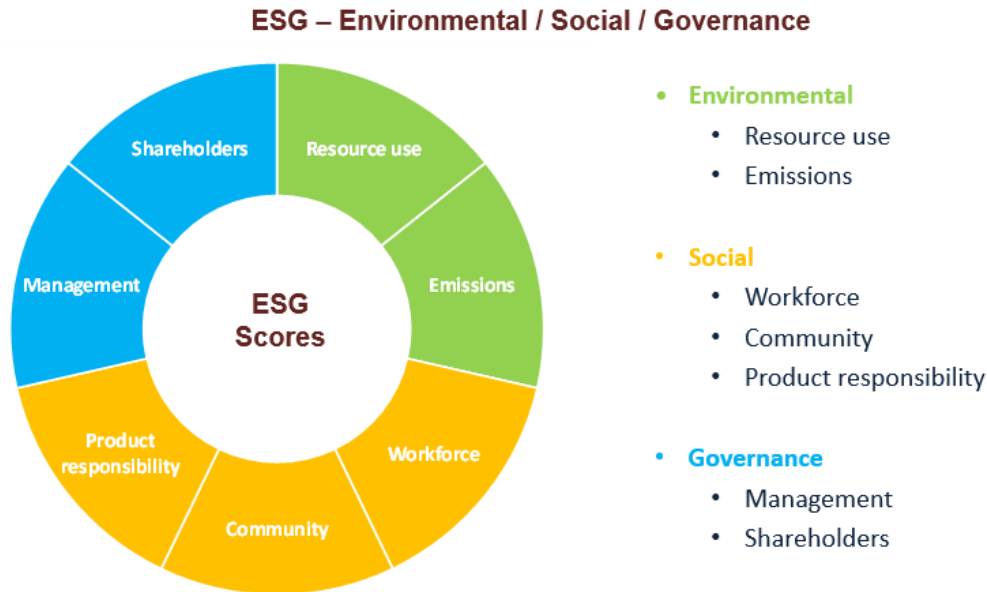 ESG – Environmental / Social / Governance
Shareholders
Resource use
Management
Emissions
ESG
Scores
Product
responsibility
Workforce
Community
• Environmental
• Resource use
• Emissions
• Social
• Workforce
• Community
• Product responsibility
• Governance
• Management
• Shareholders